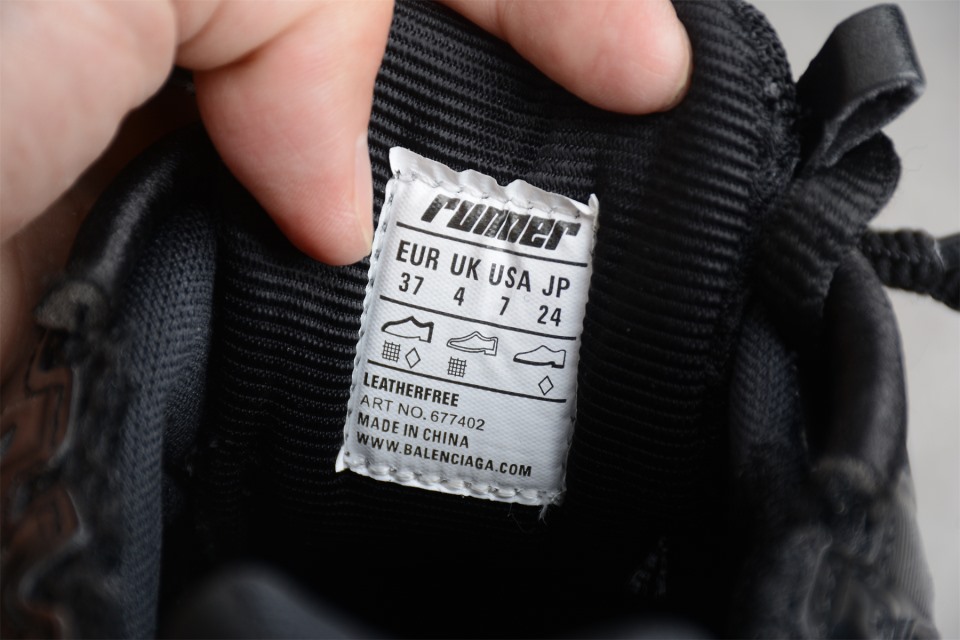 runner
EUR UK USA JP
37 4 7 24
LEATHERFREE
ART NO. 677402
MADE IN CHINA
WWW.BALENCIAGA.COM